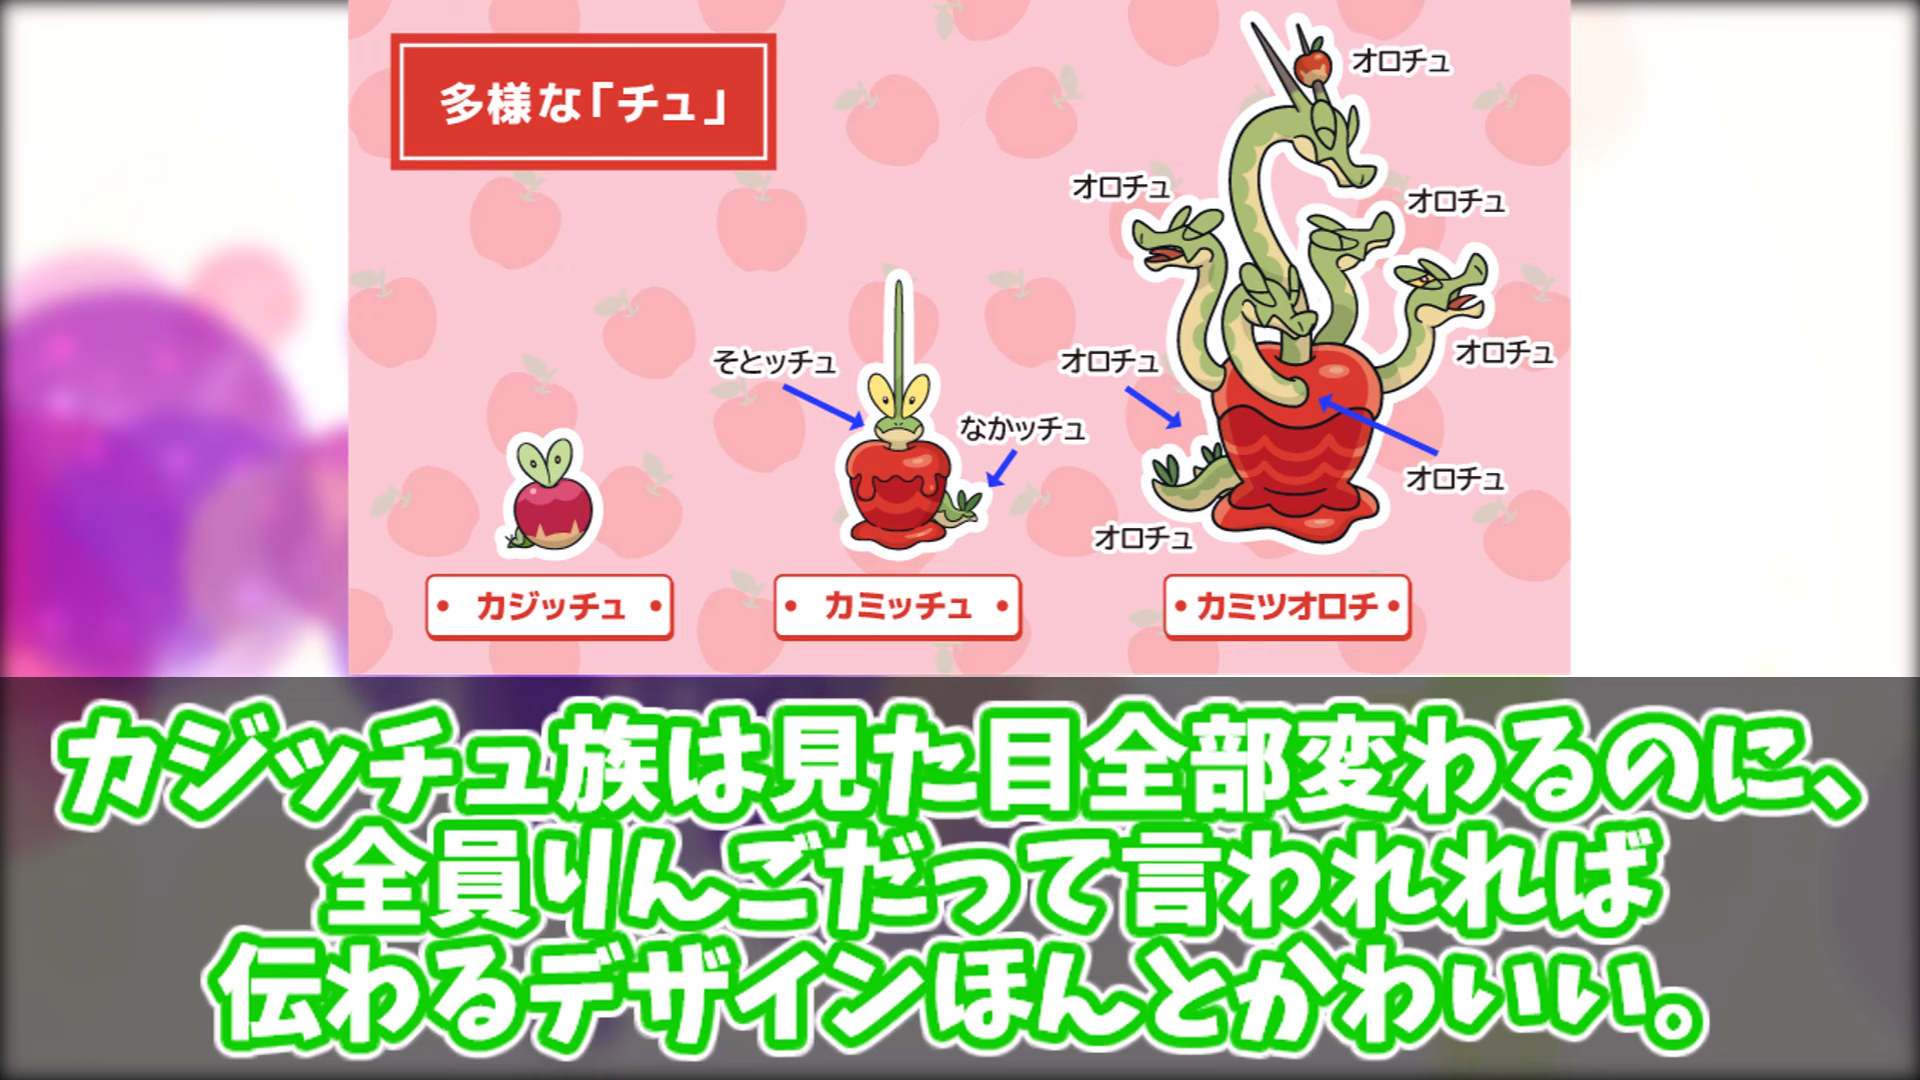 多様な「チュ」
オロチュ
オロチュ
オロチュ
そとッチュ
オロチュ
オロチュ
なかッチュ
オロチュ
オロチュ
カジッチュ
カミッチュ
カミツオロチ
カジッチュ族は見た目全部変わるのに、
全員りんごだって言われれば
伝わるデザインほんとかわいい。